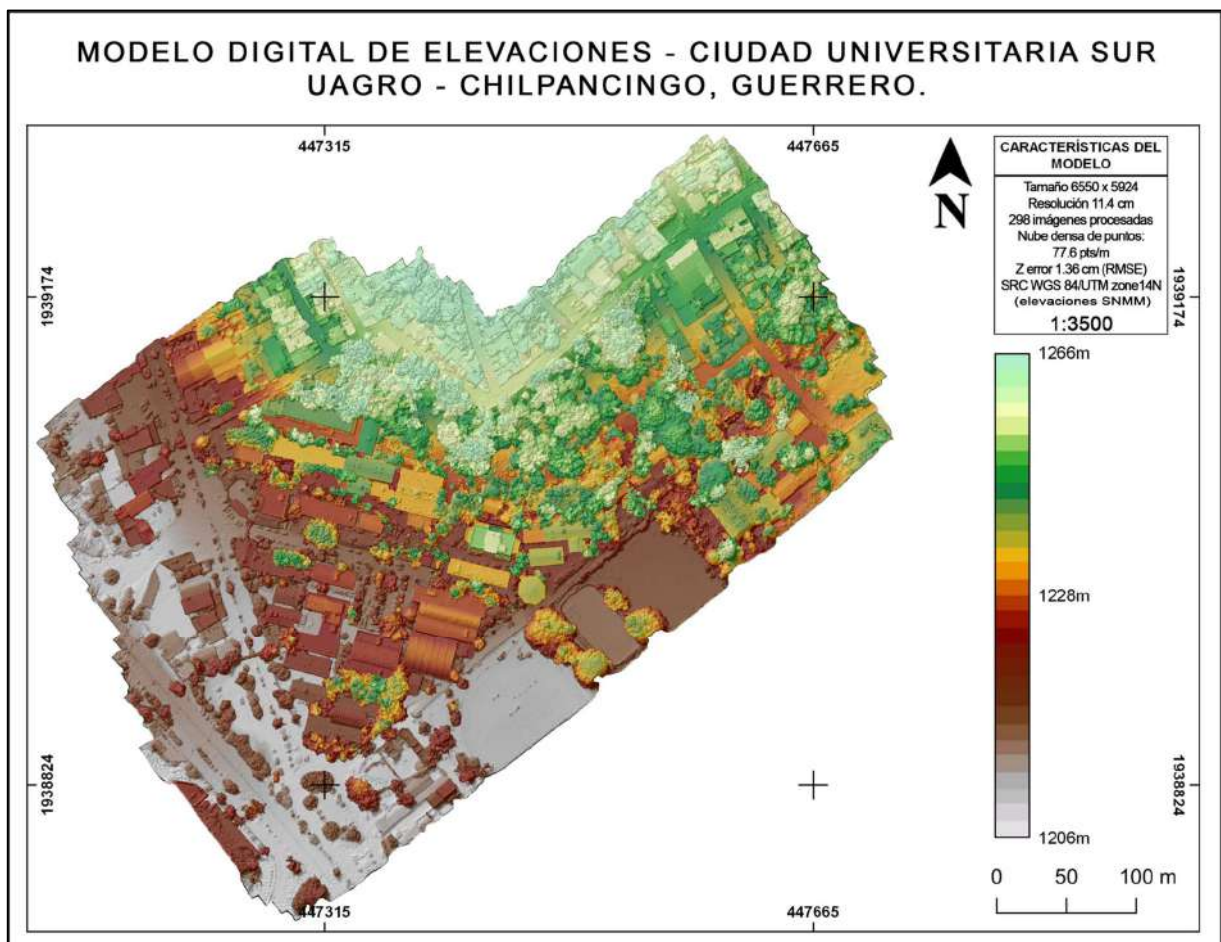 MODELO DIGITAL DE ELEVACIONES - CIUDAD UNIVERSITARIA SUR
UAGRO - CHILPANCINGO, GUERRERO.
447315
447665
N
CARACTERÍSTICAS DEL
MODELO
Tamaño 6550 x 5924
Resolución 11.4 cm
298 imágenes procesadas
Nube densa de puntos:
77.6 pts/m
Z error 1.36 cm (RMSE)
SRC WGS 84/UTM zone14N
(elevaciones SNMM)
1:3500
1939174
1939174
1266m
1228m
1206m
1938824
1938824
0 50 100 m
447315
447665